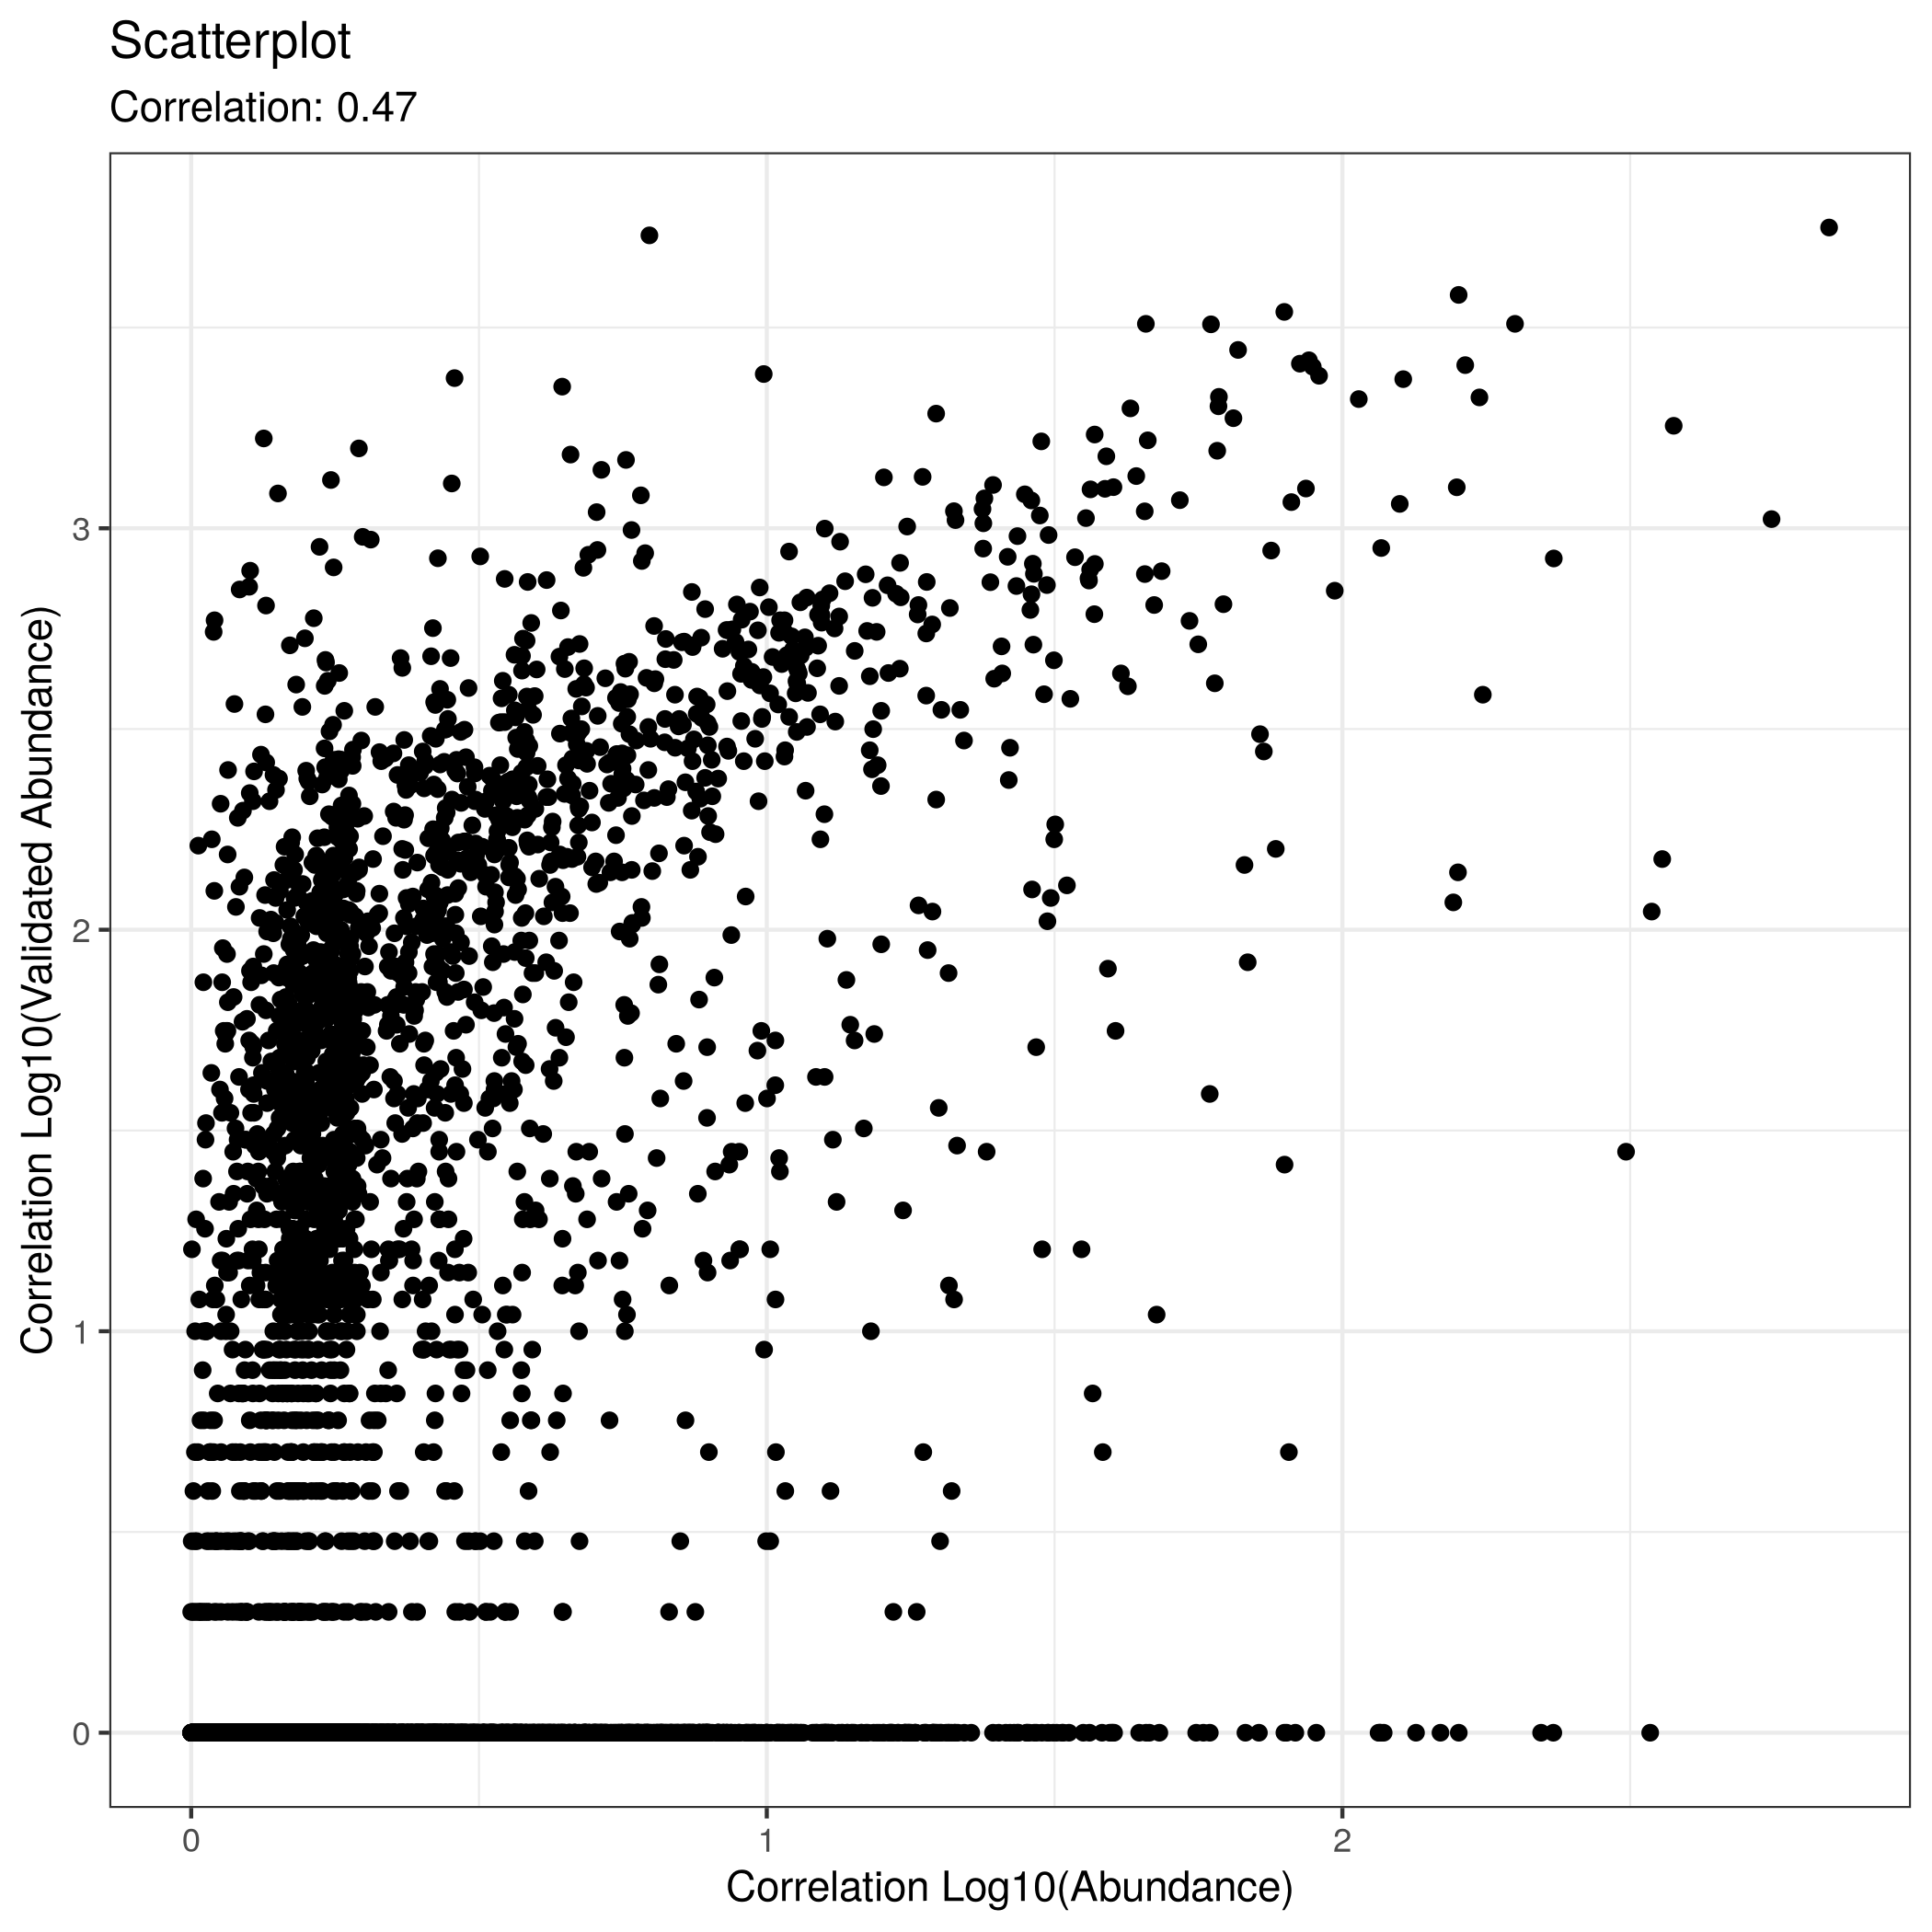 Scatterplot
Correlation: 0.47
Correlation Log10(Validated Abundance)
3
2
1
0
0 1 2
Correlation Log10(Abundance)